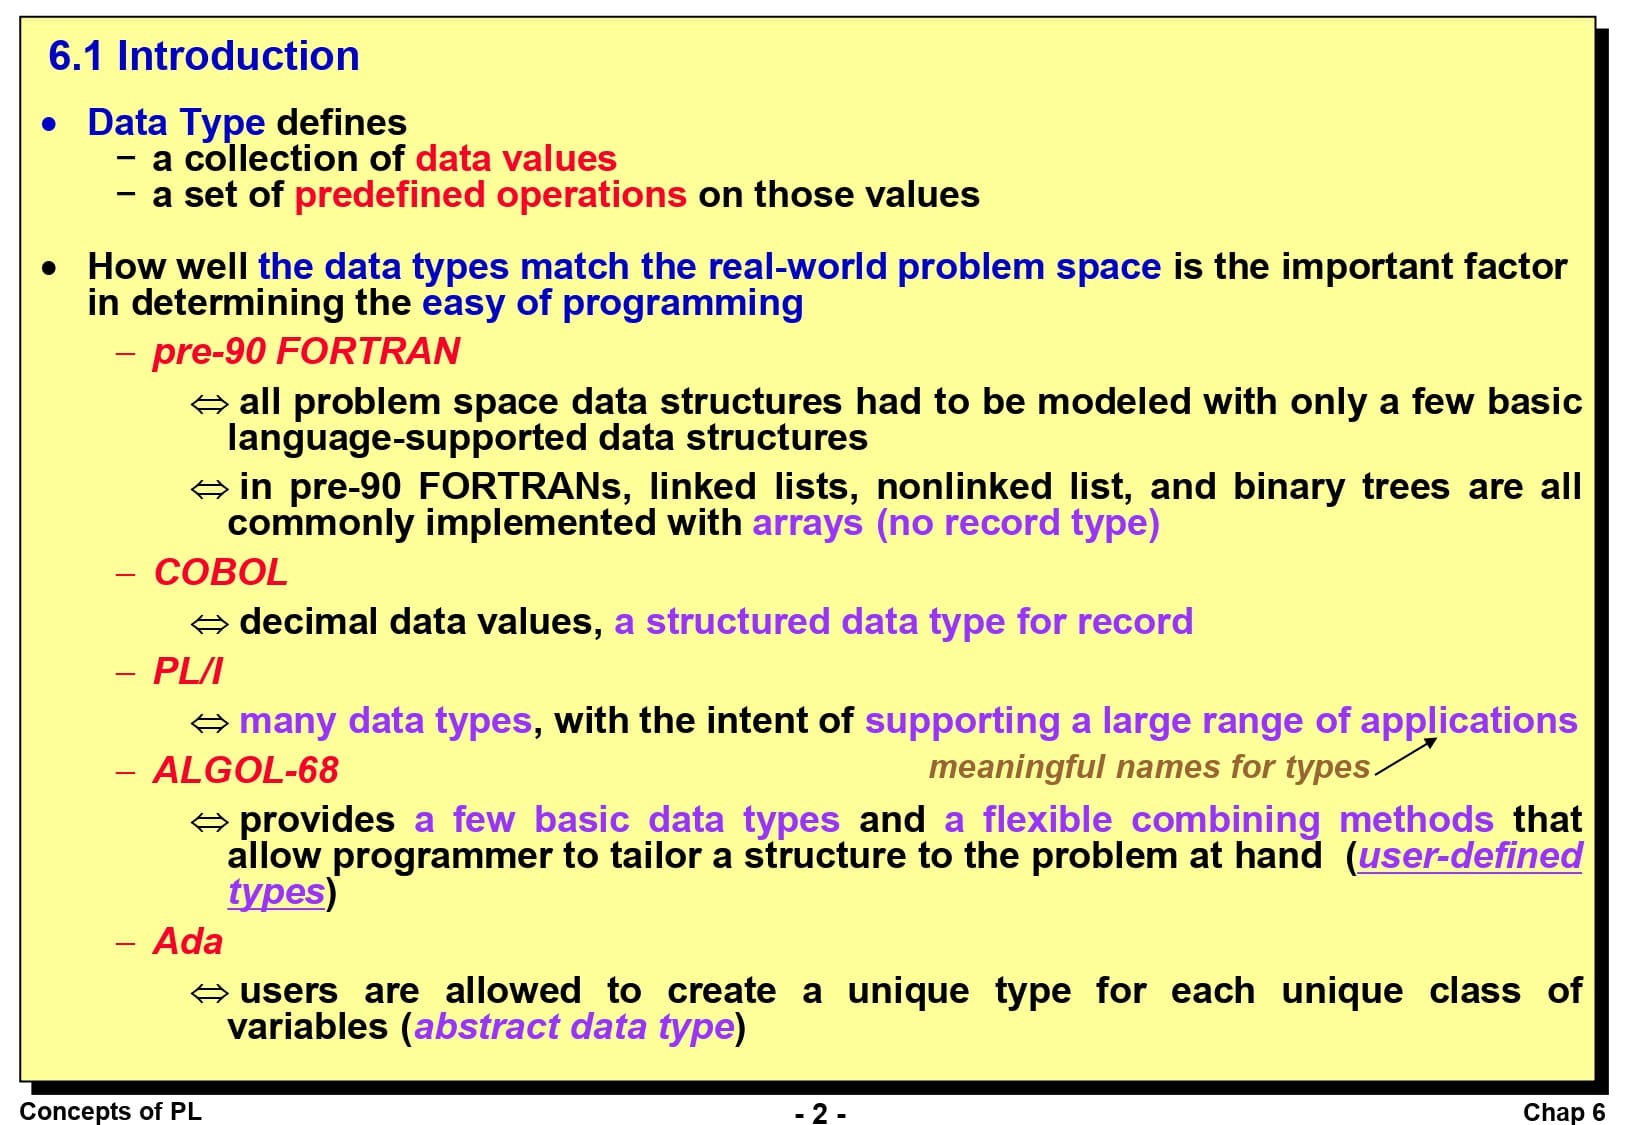 6.1 Introduction
• Data Type defines
− a collection of data values
− a set of predefined operations on those values
• How well the data types match the real-world problem space is the important factor
in determining the easy of programming
– pre-90 FORTRAN
⇔ all problem space data structures had to be modeled with only a few basic
language-supported data structures
⇔ in pre-90 FORTRANs, linked lists, nonlinked list, and binary trees are all
commonly implemented with arrays (no record type)
– COBOL
⇔ decimal data values, a structured data type for record
– PL/I
⇔ many data types, with the intent of supporting a large range of applications
– ALGOL-68 meaningful names for types
⇔ provides a few basic data types and a flexible combining methods that
allow programmer to tailor a structure to the problem at hand (user-defined
types)
– Ada
⇔ users are allowed to create a unique type for each unique class of
variables (abstract data type)
Concepts of PL - 2 - Chap 6